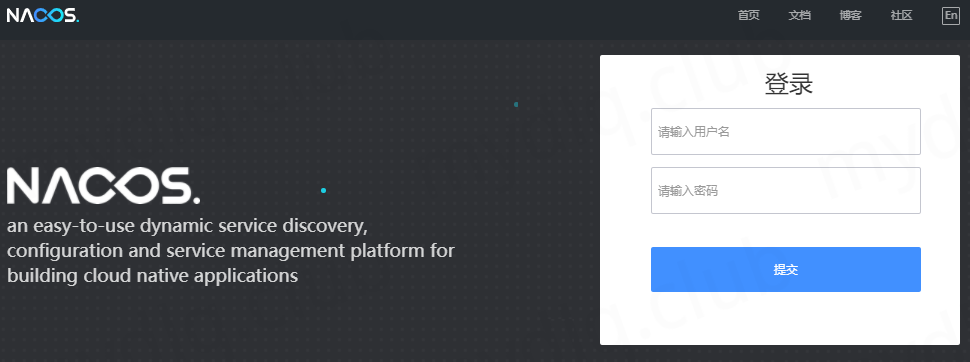 NACOS.
首页 文档 博客 社区 En
登录
请输入用户名
请输入密码
提交
NACOS.
an easy-to-use dynamic service discovery,
configuration and service management platform for
building cloud native applications